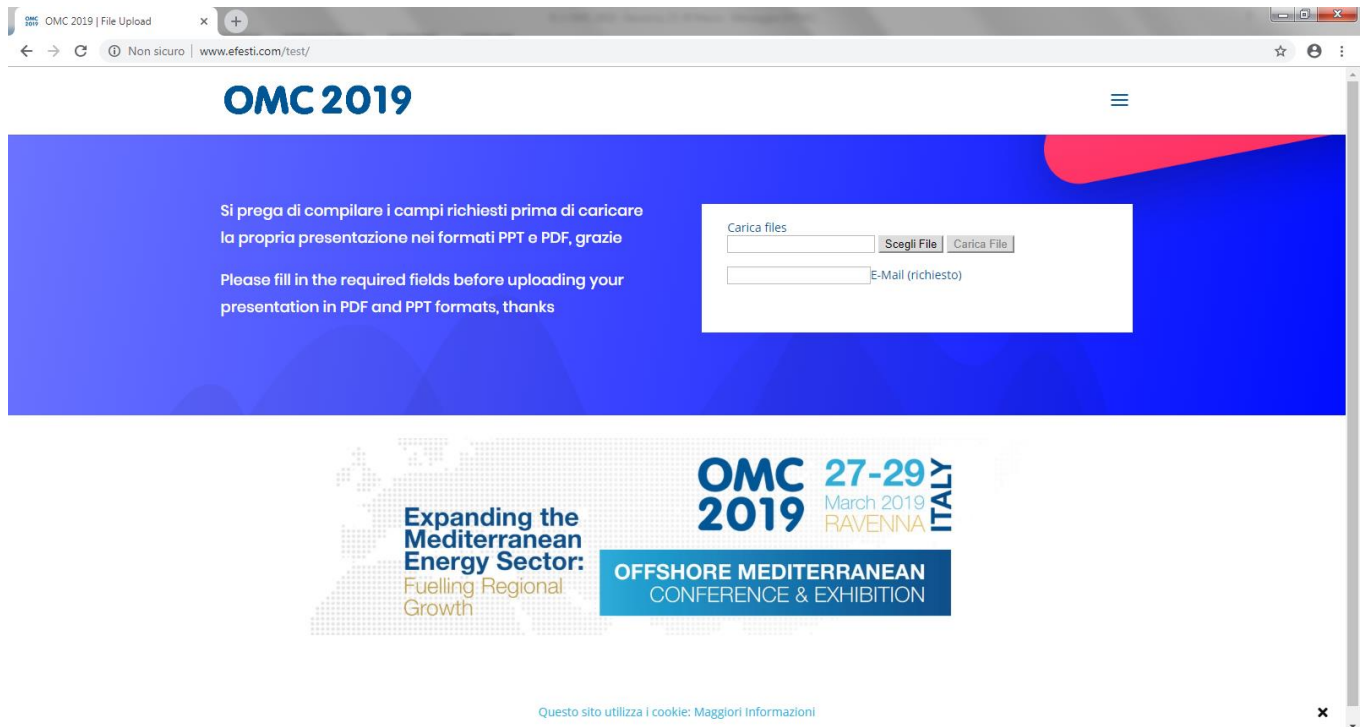 OMC 2019 | File Upload
Non sicuro | www.efesti.com/test/
OMC 2019
Si prega di compilare i campi richiesti prima di caricare
la propria presentazione nei formati PPT e PDF, grazie
Please fill in the required fields before uploading your
presentation in PDF and PPT formats, thanks
Carica files
Scegli File Carica File
E-Mail (richiesto)
Expanding the
Mediterranean
Energy Sector:
Fuelling Regional
Growth
OMC
2019
27-29
March 2019
RAVENNA
ITALY
OFFSHORE MEDITERRANEAN
CONFERENCE & EXHIBITION
Questo sito utilizza i cookie: Maggiori Informazioni